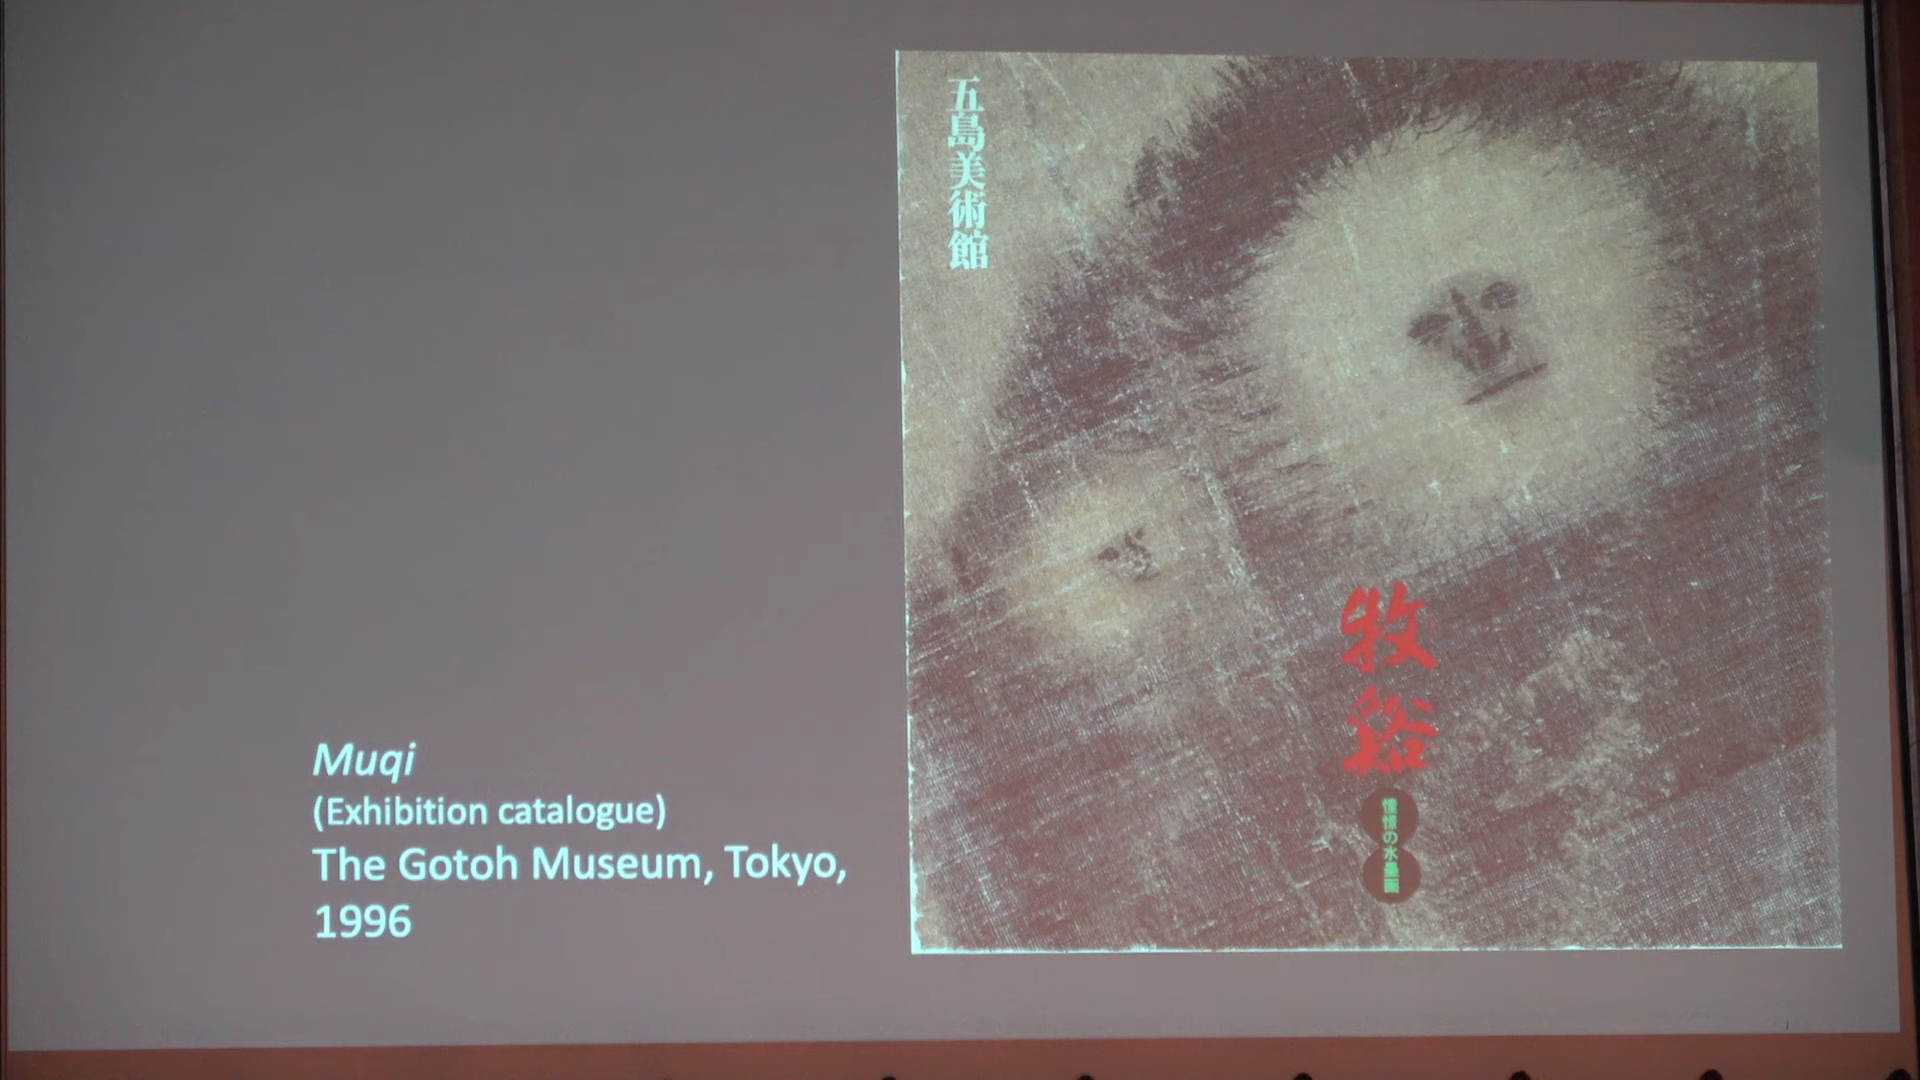 Muqi
(Exhibition catalogue)
The Gotoh Museum, Tokyo,
1996
五島美術館
牧谿
憧憬の水墨画